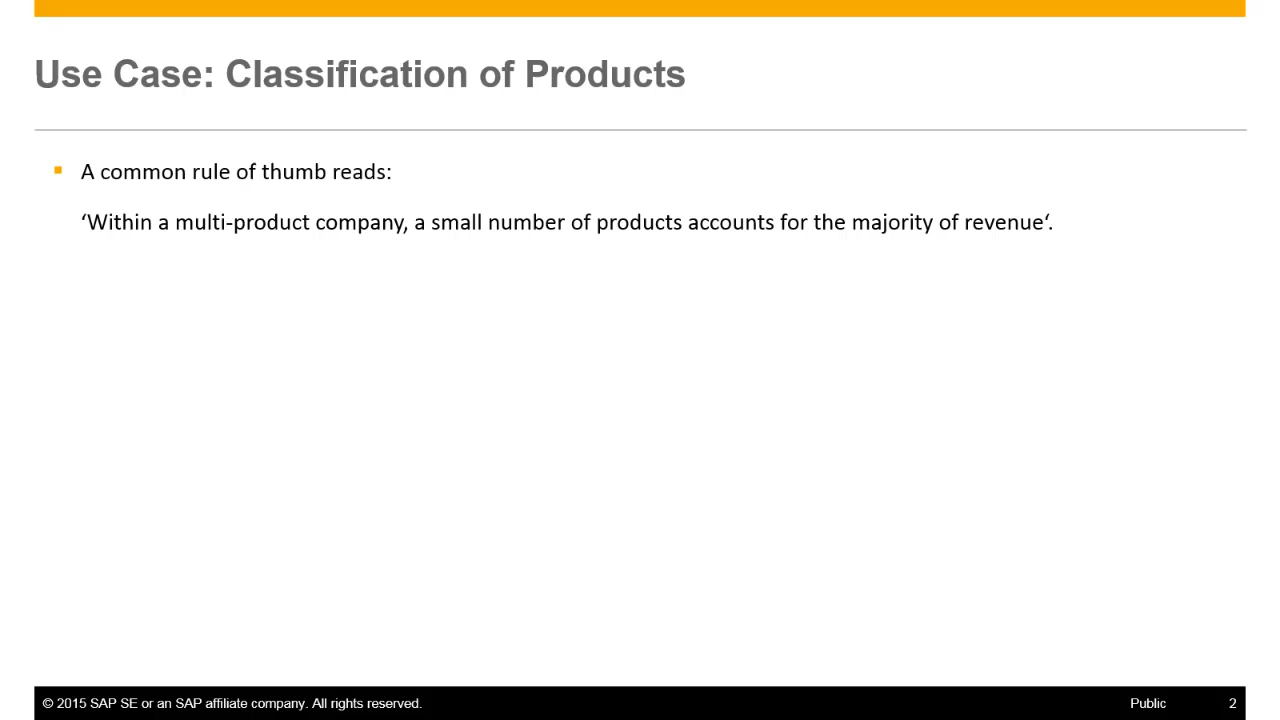 Use Case: Classification of Products
A common rule of thumb reads:
‘Within a multi-product company, a small number of products accounts for the majority of revenue‘.
© 2015 SAP SE or an SAP affiliate company. All rights reserved.
Public
2